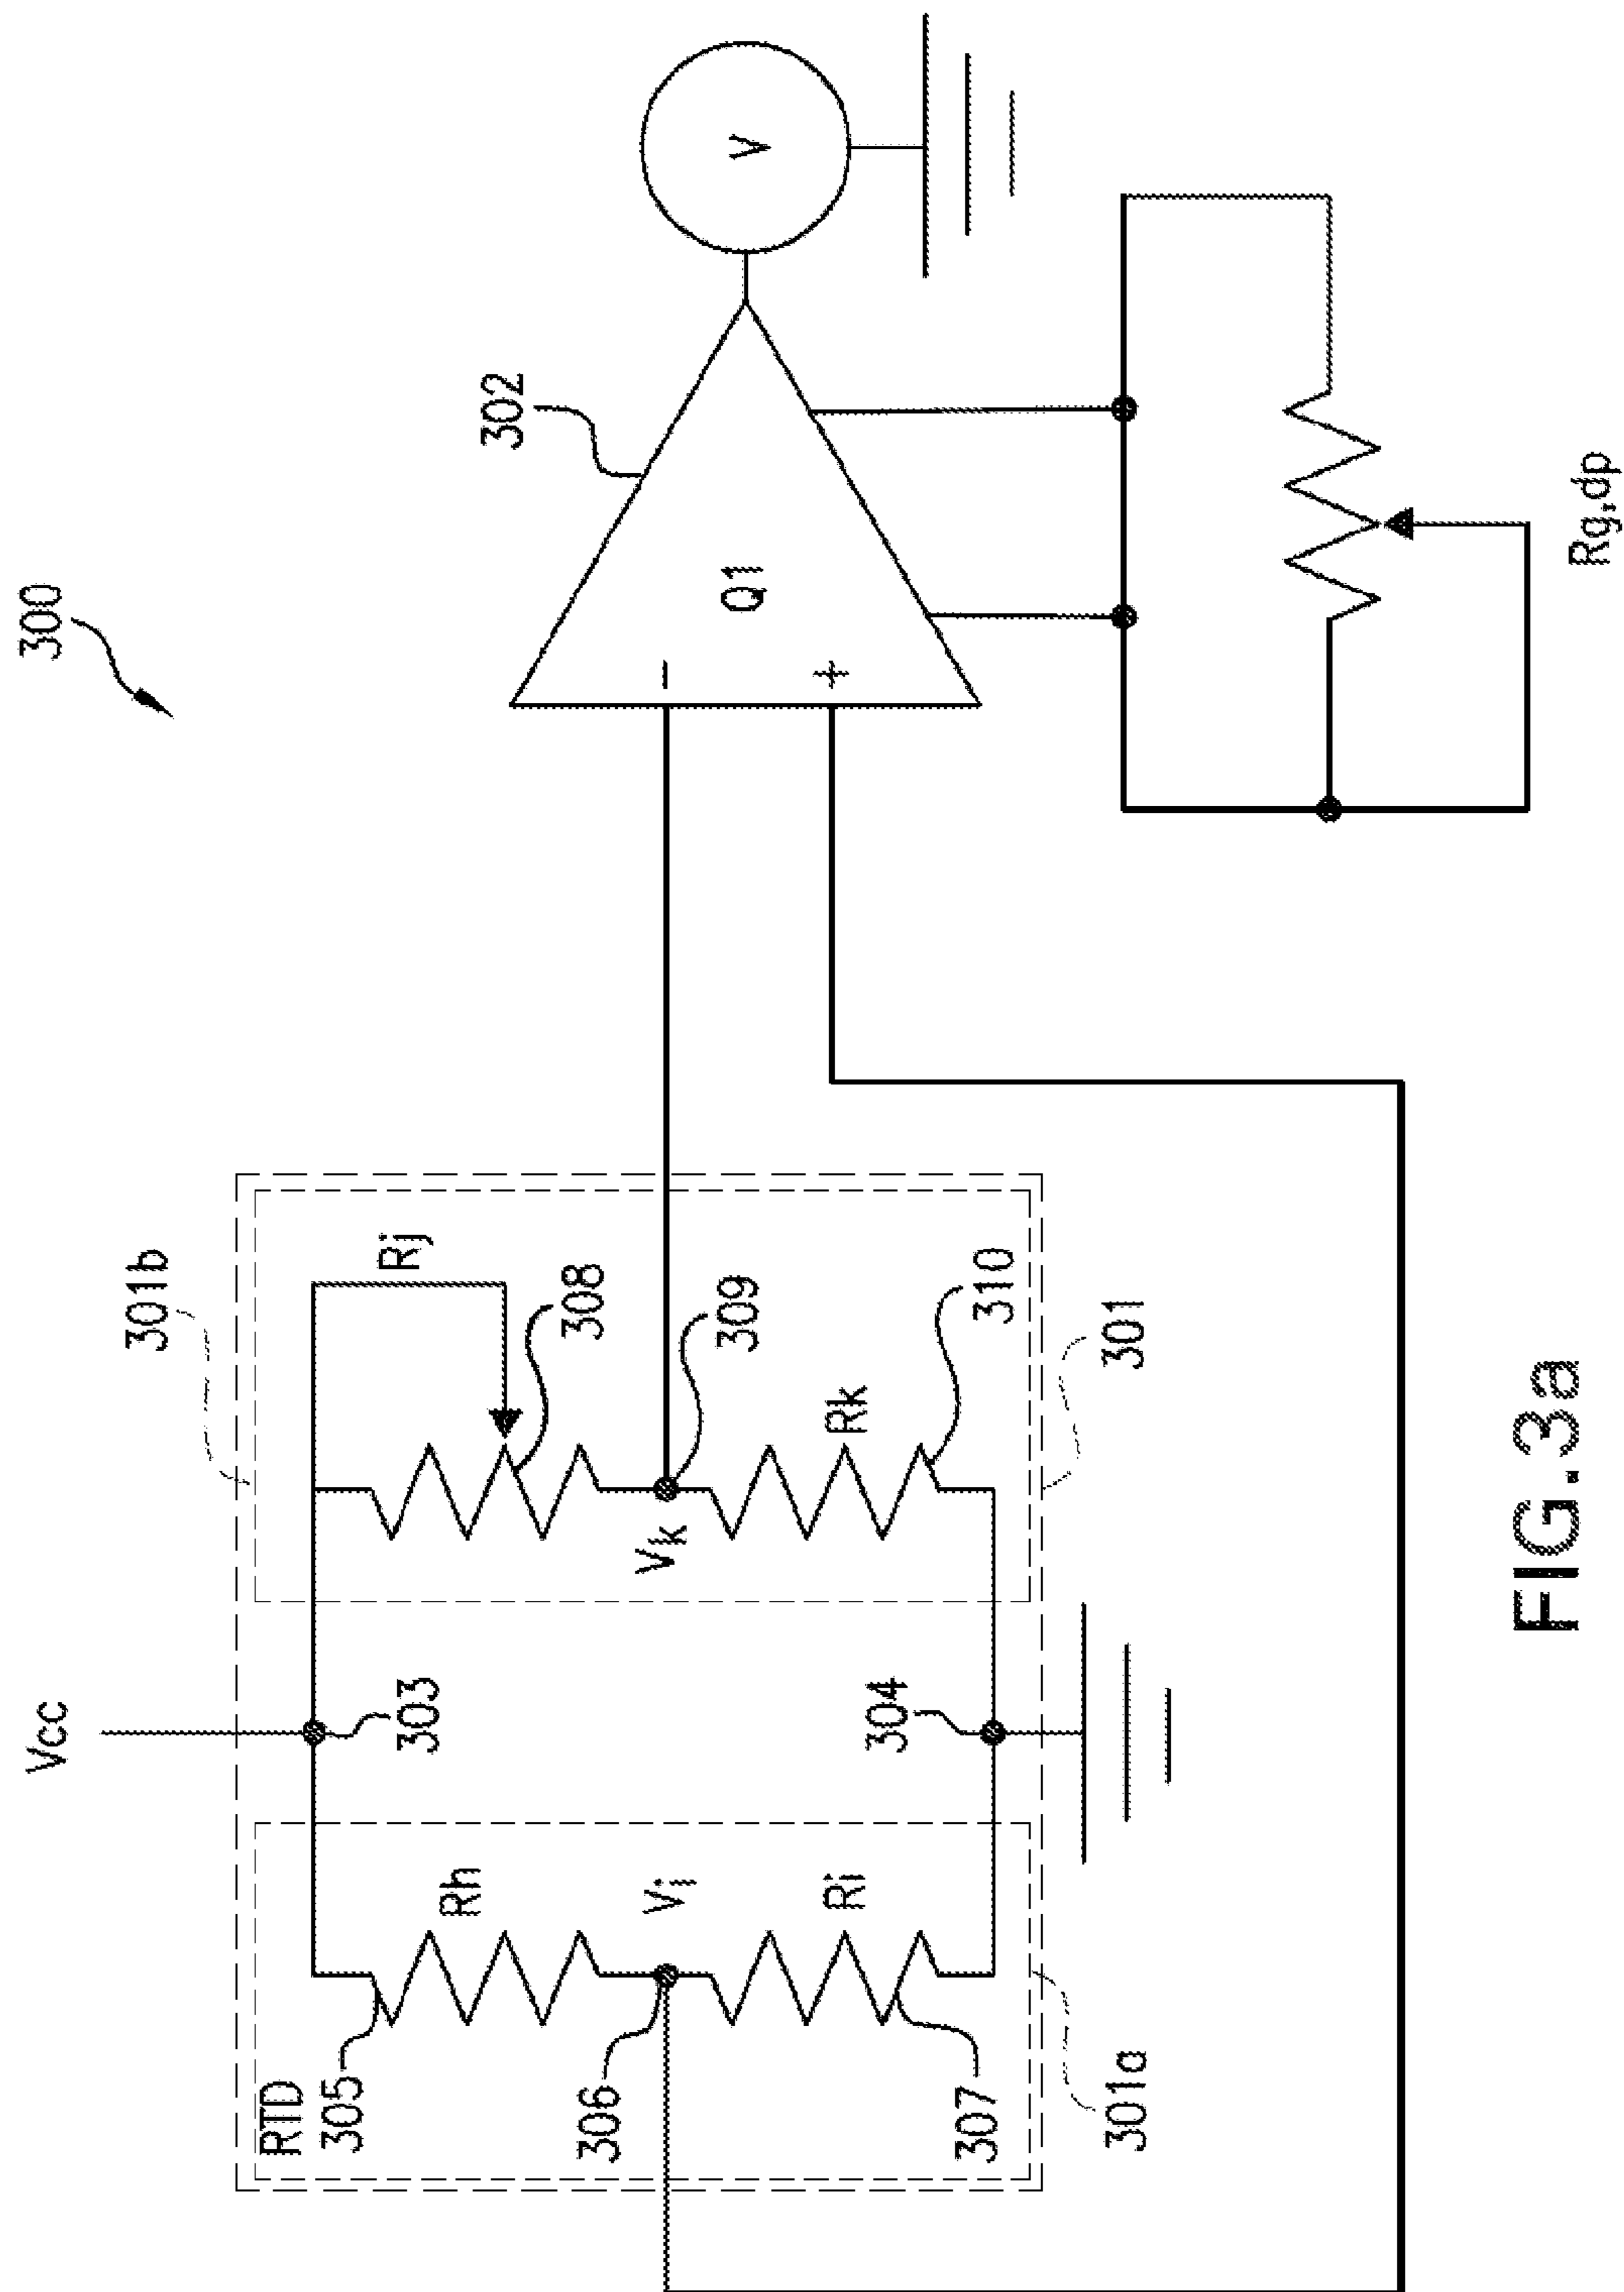 300
Vcc
301b
RTD
305
Rh
303
Rj
308
302
306
Vi
Vk
309
Q1
−
+
V
307
Ri
304
Rk
310
301a
301
Rg,dp
FIG.3a